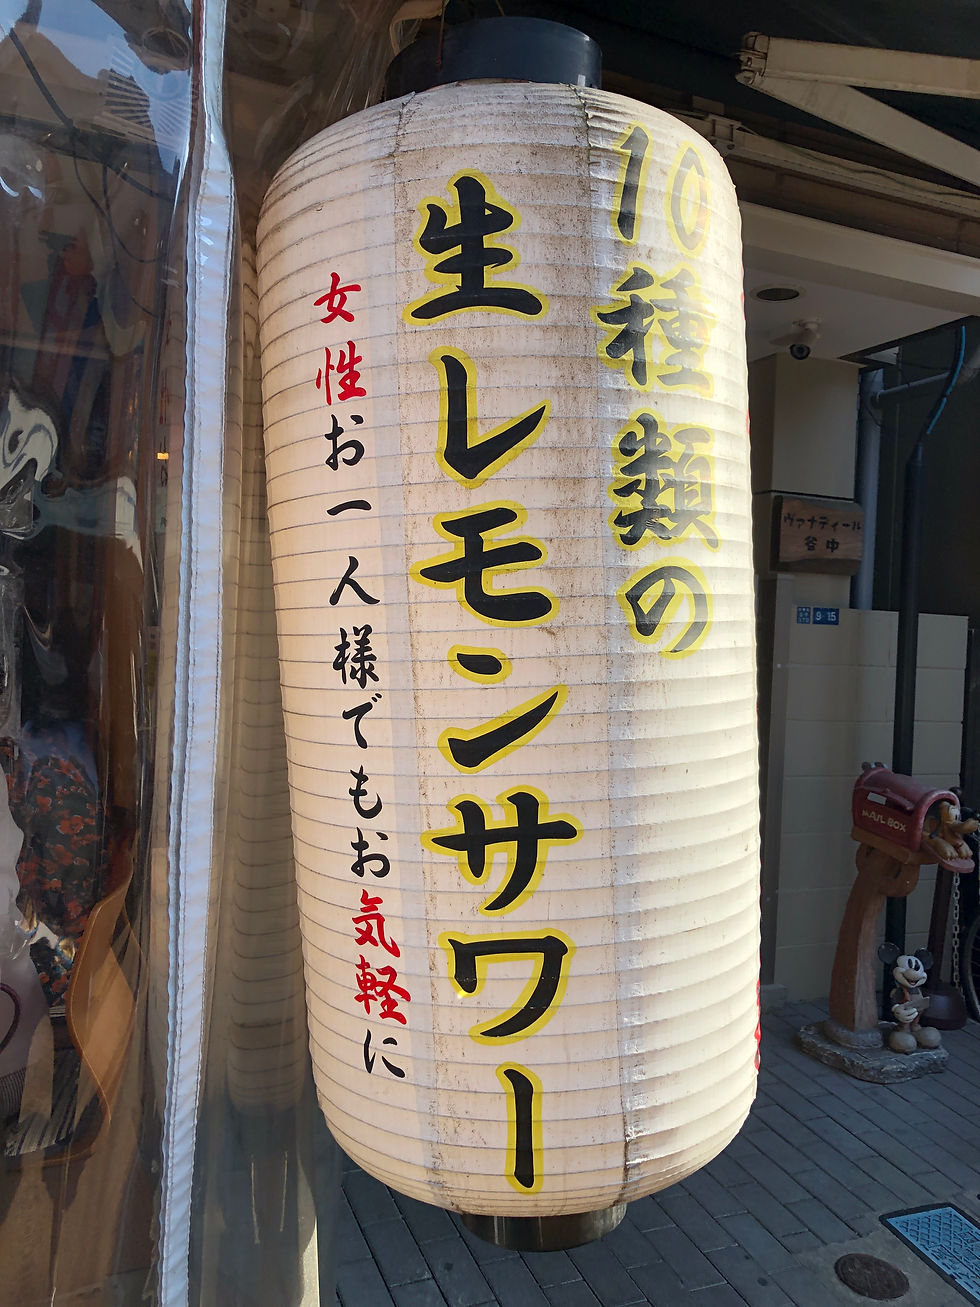 10種類の
生レモンサワー
女性お一人様でもお気軽に
ヴァナティール
谷中
9-15
MAIL BOX